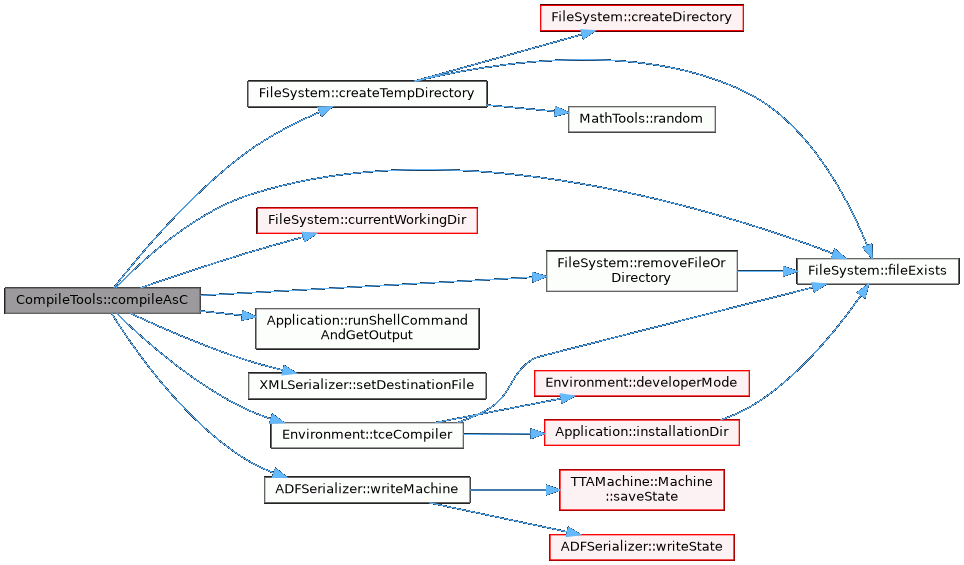 FileSystem::createDirectory
FileSystem::createTempDirectory
MathTools::random
FileSystem::currentWorkingDir
FileSystem::removeFileOr
Directory
FileSystem::fileExists
CompileTools::compileAsC
Application::runShellCommand
AndGetOutput
XMLSerializer::setDestinationFile
Environment::developerMode
Environment::tceCompiler
Application::installationDir
ADFSerializer::writeMachine
TTAMachine::Machine
::saveState
ADFSerializer::writeState